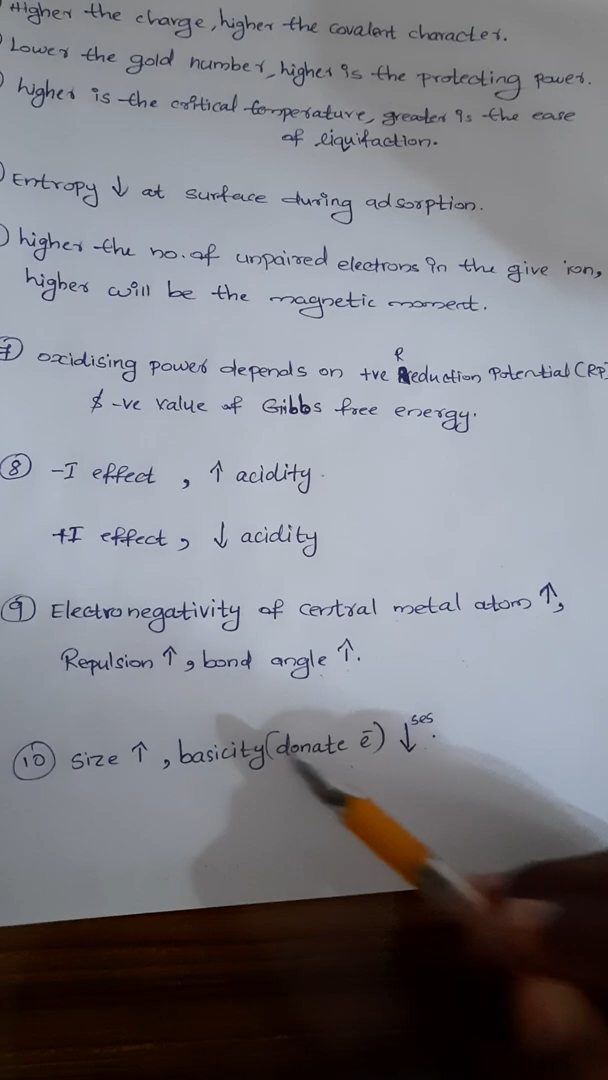 Higher the charge, higher the covalent character.
Lower the gold number, higher is the protecting power.
higher is the critical temperature, greater is the ease
of liquifaction.
Entropy ↓ at surface during adsorption.
higher the no. of unpaired electrons in the give ion,
higher will be the magnetic moment.
⑦ oxidising power depends on +ve Reduction Potential (RP)
& -ve value of Gibbs free energy.
⑧ -I effect, ↑ acidity.
+I effect, ↓ acidity
⑨ Electronegativity of central metal atom ↑,
Repulsion ↑, bond angle ↑.
⑩ size ↑, basicity (donate ē) ↓ses.